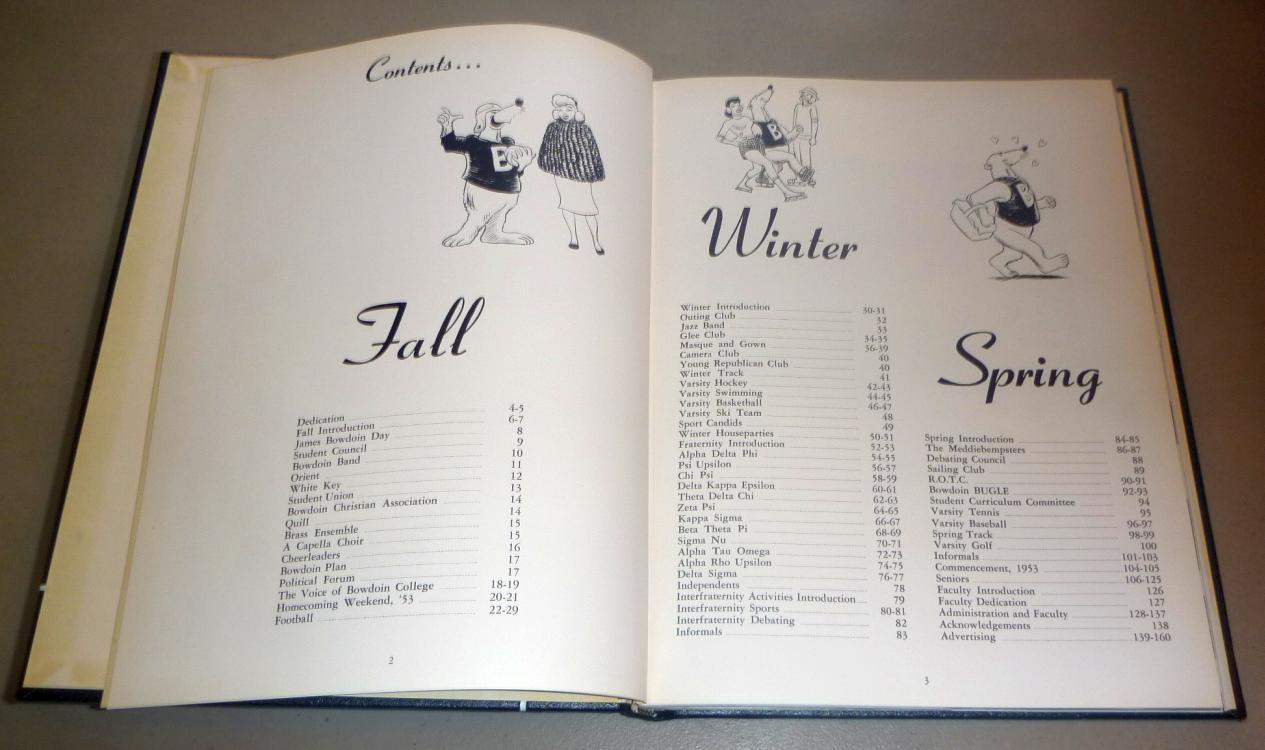 Contents...
B
Fall
Dedication 4-5
Fall Introduction 6-7
James Bowdoin Day 8
Student Council 9
Bowdoin Band 10
Orient 11
White Key 12
Student Union 13
Bowdoin Christian Association 14
Quill 14
Brass Ensemble 15
A Capella Choir 15
Cheerleaders 16
Bowdoin Plan 17
Political Forum 17
The Voice of Bowdoin College 18-19
Homecoming Weekend, '53 20-21
Football 22-29
2
B
Winter
Winter Introduction 30-31
Outing Club 32
Jazz Band 33
Glee Club 34-35
Masque and Gown 36-39
Camera Club 40
Young Republican Club 40
Winter Track 41
Varsity Hockey 42-43
Varsity Swimming 44-45
Varsity Basketball 46-47
Varsity Ski Team 48
Sport Candids 49
Winter Houseparties 50-51
Fraternity Introduction 52-53
Alpha Delta Phi 54-55
Psi Upsilon 56-57
Chi Psi 58-59
Delta Kappa Epsilon 60-61
Theta Delta Chi 62-63
Zeta Psi 64-65
Kappa Sigma 66-67
Beta Theta Pi 68-69
Sigma Nu 70-71
Alpha Tau Omega 72-73
Alpha Rho Upsilon 74-75
Delta Sigma 76-77
Independents 78
Interfraternity Activities Introduction 79
Interfraternity Sports 80-81
Interfraternity Debating 82
Informals 83
B
Spring
Spring Introduction 84-85
The Meddiebempsters 86-87
Debating Council 88
Sailing Club 89
R.O.T.C. 90-91
Bowdoin BUGLE 92-93
Student Curriculum Committee 94
Varsity Tennis 95
Varsity Baseball 96-97
Spring Track 98-99
Varsity Golf 100
Informals 101-103
Commencement, 1953 104-105
Seniors 106-125
Faculty Introduction 126
Faculty Dedication 127
Administration and Faculty 128-137
Acknowledgements 138
Advertising 139-160
3